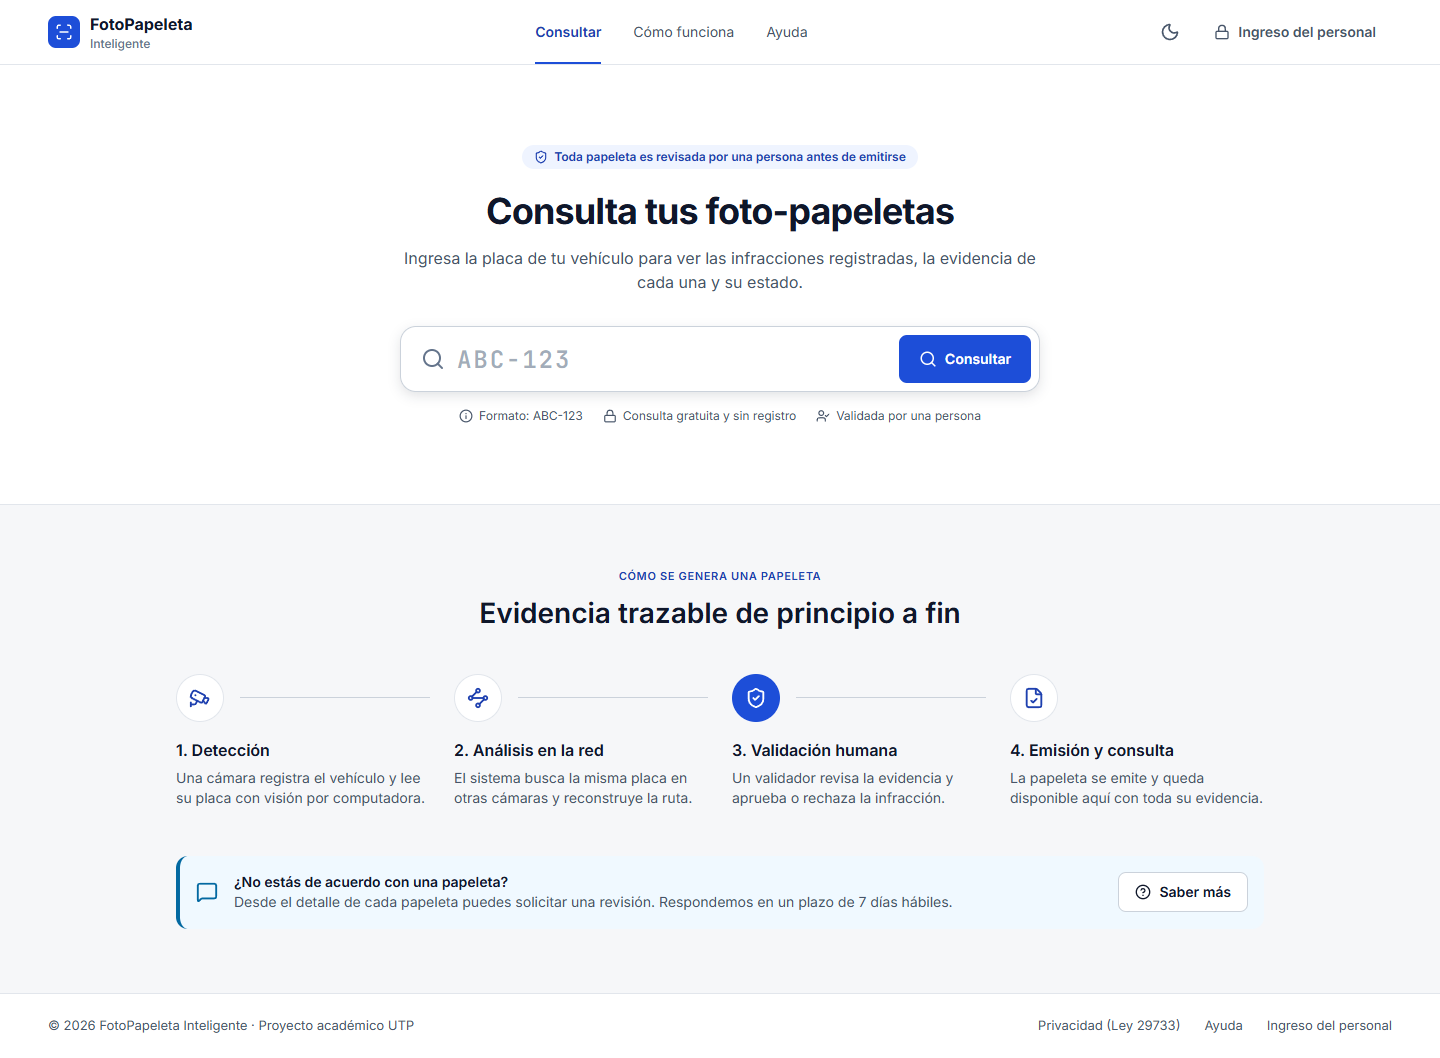 FotoPapeleta
Inteligente
Consultar
Cómo funciona
Ayuda
Ingreso del personal
Toda papeleta es revisada por una persona antes de emitirse
Consulta tus foto-papeletas
Ingresa la placa de tu vehículo para ver las infracciones registradas, la evidencia de
cada una y su estado.
ABC-123
Consultar
Formato: ABC-123
Consulta gratuita y sin registro
Validada por una persona
CÓMO SE GENERA UNA PAPELETA
Evidencia trazable de principio a fin
1. Detección
Una cámara registra el vehículo y lee
su placa con visión por computadora.
2. Análisis en la red
El sistema busca la misma placa en
otras cámaras y reconstruye la ruta.
3. Validación humana
Un validador revisa la evidencia y
aprueba o rechaza la infracción.
4. Emisión y consulta
La papeleta se emite y queda
disponible aquí con toda su evidencia.
¿No estás de acuerdo con una papeleta?
Desde el detalle de cada papeleta puedes solicitar una revisión. Respondemos en un plazo de 7 días hábiles.
Saber más
© 2026 FotoPapeleta Inteligente · Proyecto académico UTP
Privacidad (Ley 29733)
Ayuda
Ingreso del personal